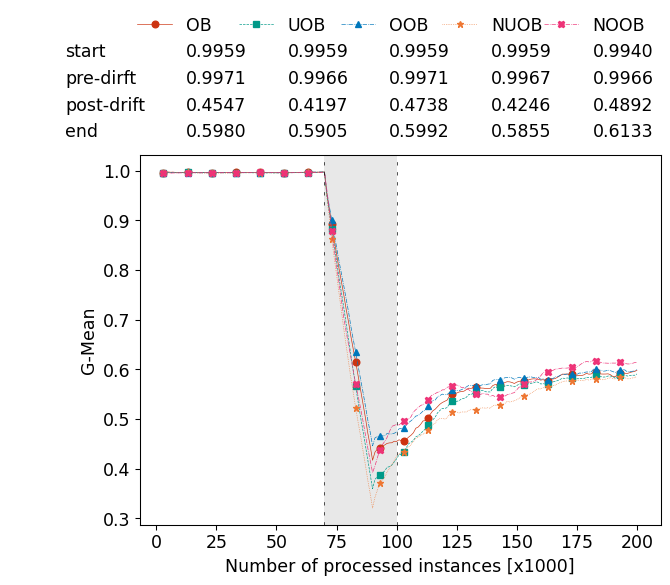 OB UOB OOB NUOB NOOB
start 0.9959 0.9959 0.9959 0.9959 0.9940
pre-dirft 0.9971 0.9966 0.9971 0.9967 0.9966
post-drift 0.4547 0.4197 0.4738 0.4246 0.4892
end 0.5980 0.5905 0.5992 0.5855 0.6133
1.0
0.9
0.8
0.7
0.6
0.5
0.4
0.3
G-Mean
0 25 50 75 100 125 150 175 200
Number of processed instances [x1000]